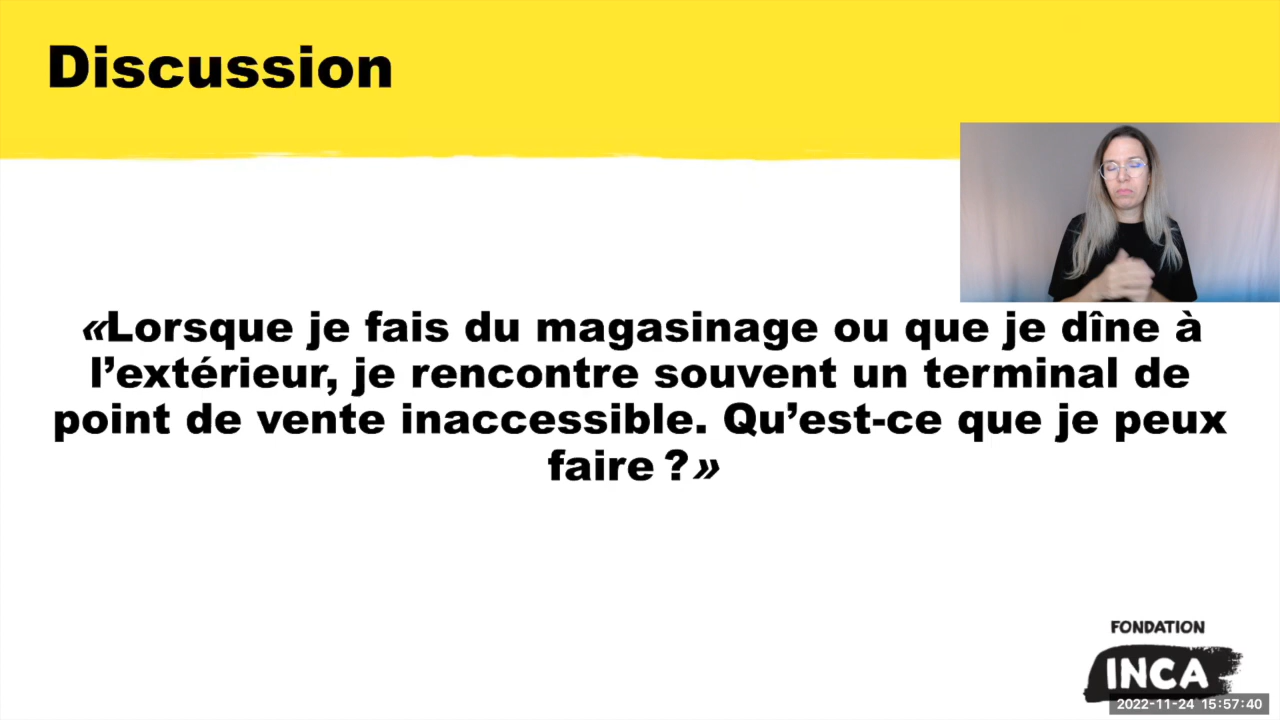 Discussion
«Lorsque je fais du magasinage ou que je dîne à
l’extérieur, je rencontre souvent un terminal de
point de vente inaccessible. Qu’est-ce que je peux
faire ?»
FONDATION
INCA
2022-11-24 15:57:40